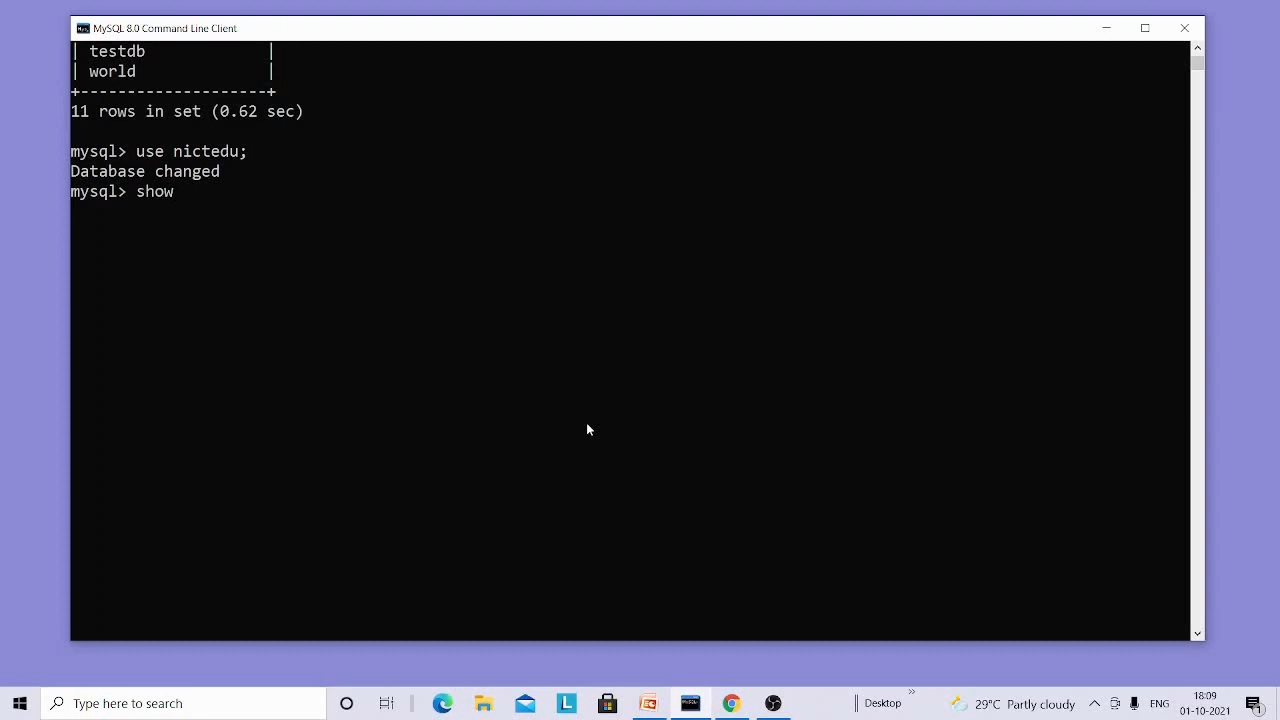 MySQL 8.0 Command Line Client
| testdb |
| world |
+--------------------+
11 rows in set (0.62 sec)
mysql> use nictedu;
Database changed
mysql> show
Type here to search
L
Desktop
»
29°C Partly cloudy
ENG
18:09
01-10-2021
1